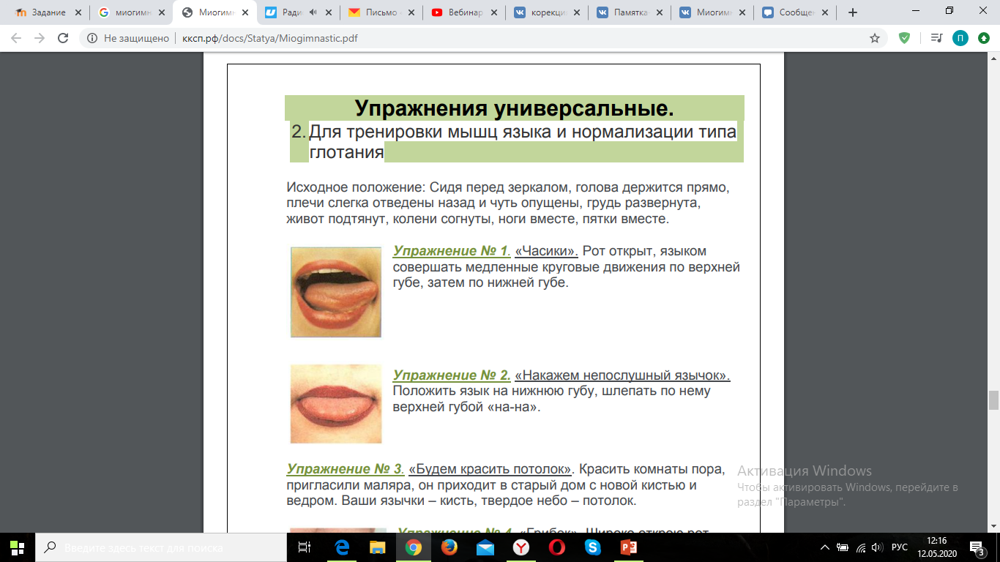 Задание
миогимн
Миогимн
Ради
Письмо
Вебинар
корекци
Памятка
Миогимн
Сообщен
Не защищено
кксп.рф/docs/Statya/Miogimnastic.pdf
П
Упражнения универсальные.
2. Для тренировки мышц языка и нормализации типа
глотания
Исходное положение: Сидя перед зеркалом, голова держится прямо,
плечи слегка отведены назад и чуть опущены, грудь развернута,
живот подтянут, колени согнуты, ноги вместе, пятки вместе.
Упражнение № 1. «Часики». Рот открыт, языком
совершать медленные круговые движения по верхней
губе, затем по нижней губе.
Упражнение № 2. «Накажем непослушный язычок».
Положить язык на нижнюю губу, шлепать по нему
верхней губой «на-на».
Упражнение № 3. «Будем красить потолок». Красить комнаты пора,
пригласили маляра, он приходит в старый дом с новой кистью и
ведром. Ваши язычки – кисть, твердое небо – потолок.
Упражнение № 4. «Грибок». Широко открою рот
Активация Windows
Чтобы активировать Windows, перейдите в
раздел "Параметры".
Введите здесь текст для поиска
РУС
12:16
12.05.2020
3